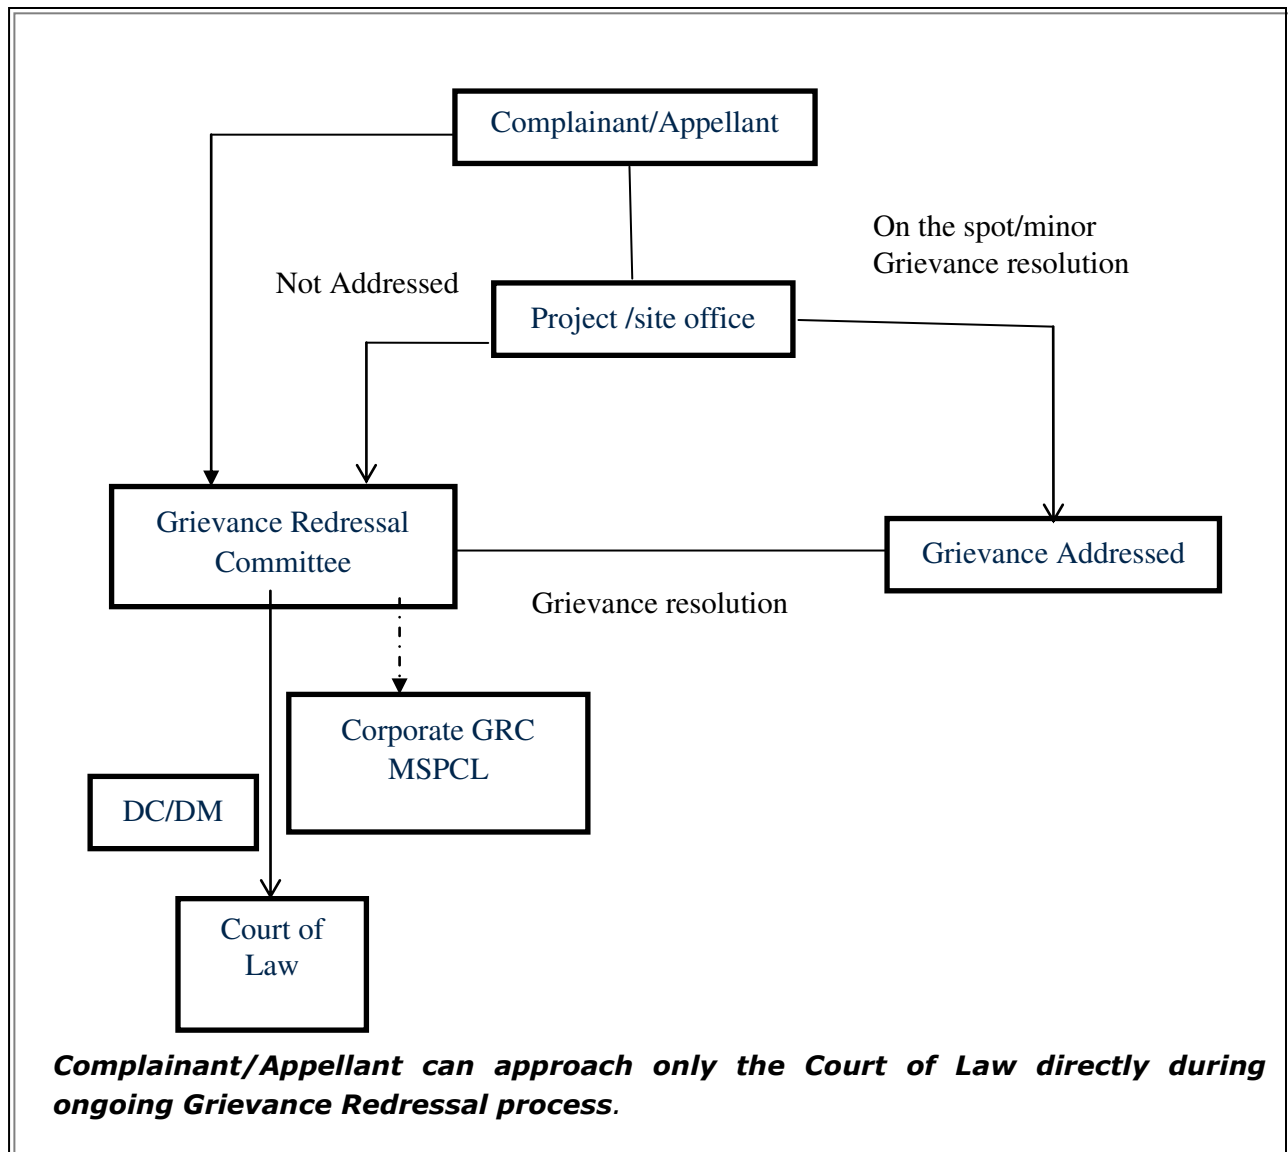 Complainant/Appellant
On the spot/minor
Grievance resolution
Not Addressed
Project /site office
Grievance Redressal
Committee
Grievance Addressed
Grievance resolution
Corporate GRC
MSPCL
DC/DM
Court of
Law
Complainant/Appellant can approach only the Court of Law directly during
ongoing Grievance Redressal process.